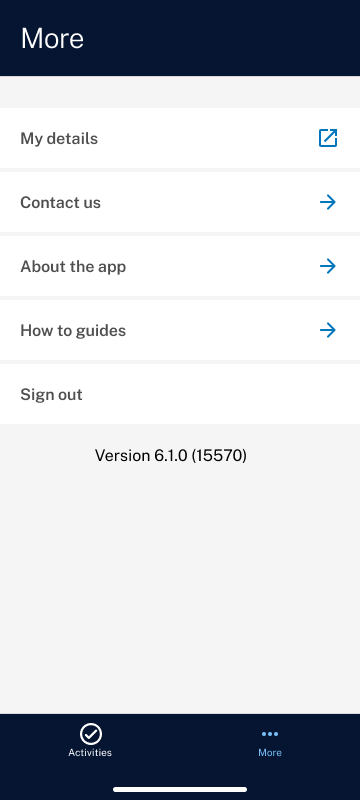 More
My details
Contact us
About the app
How to guides
Sign out
Version 6.1.0 (15570)
Activities
More